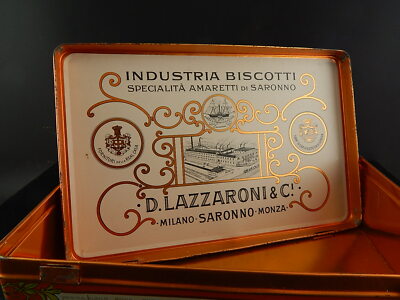 INDUSTRIA BISCOTTI
SPECIALITÀ AMARETTI DI SARONNO
D. LAZZARONI & C.I
· MILANO · SARONNO · MONZA ·